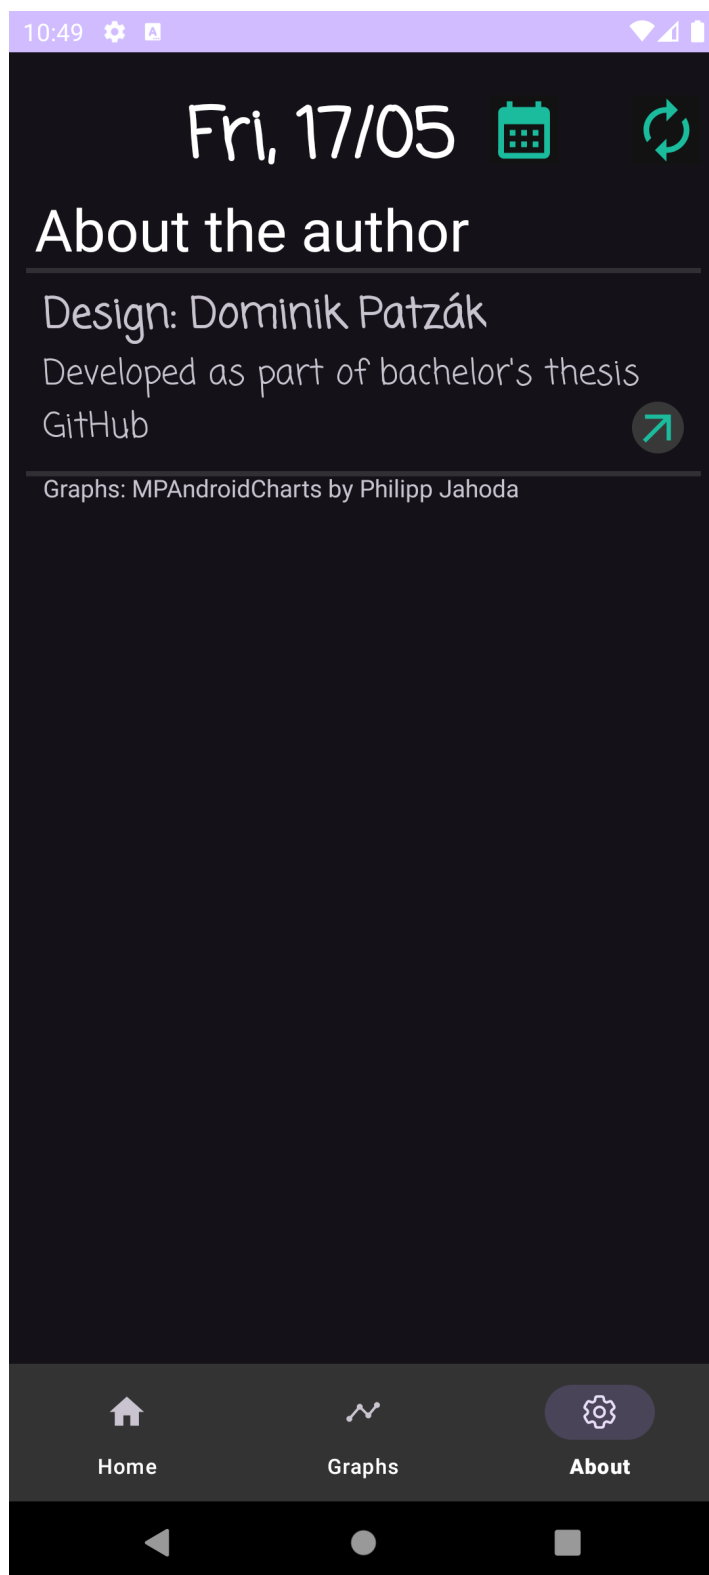 10:49
Fri, 17/05
About the author
Design: Dominik Patzák
Developed as part of bachelor's thesis
GitHub
Graphs: MPAndroidCharts by Philipp Jahoda
Home Graphs About